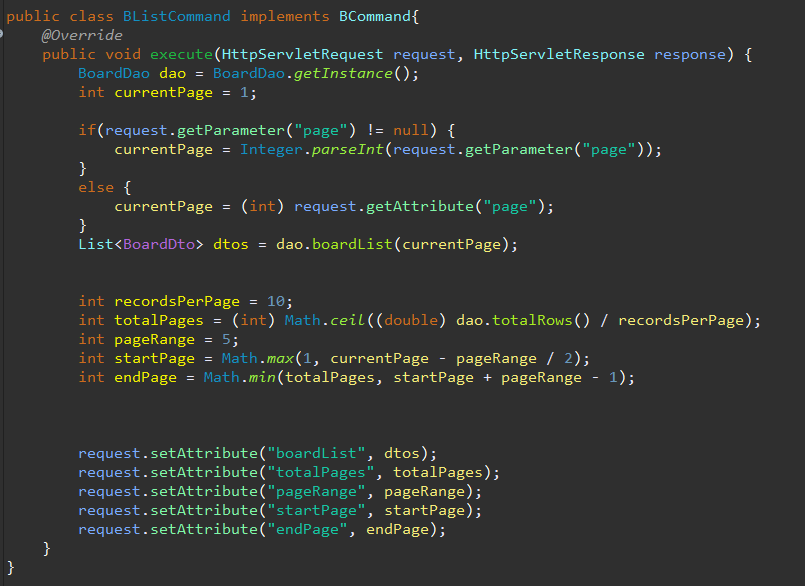 public class BListCommand implements BCommand{
    @Override
    public void execute(HttpServletRequest request, HttpServletResponse response) {
        BoardDao dao = BoardDao.getInstance();
        int currentPage = 1;

        if(request.getParameter("page") != null) {
            currentPage = Integer.parseInt(request.getParameter("page"));
        }
        else {
            currentPage = (int) request.getAttribute("page");
        }
        List<BoardDto> dtos = dao.boardList(currentPage);


        int recordsPerPage = 10;
        int totalPages = (int) Math.ceil((double) dao.totalRows() / recordsPerPage);
        int pageRange = 5;
        int startPage = Math.max(1, currentPage - pageRange / 2);
        int endPage = Math.min(totalPages, startPage + pageRange - 1);



        request.setAttribute("boardList", dtos);
        request.setAttribute("totalPages", totalPages);
        request.setAttribute("pageRange", pageRange);
        request.setAttribute("startPage", startPage);
        request.setAttribute("endPage", endPage);
    }
}